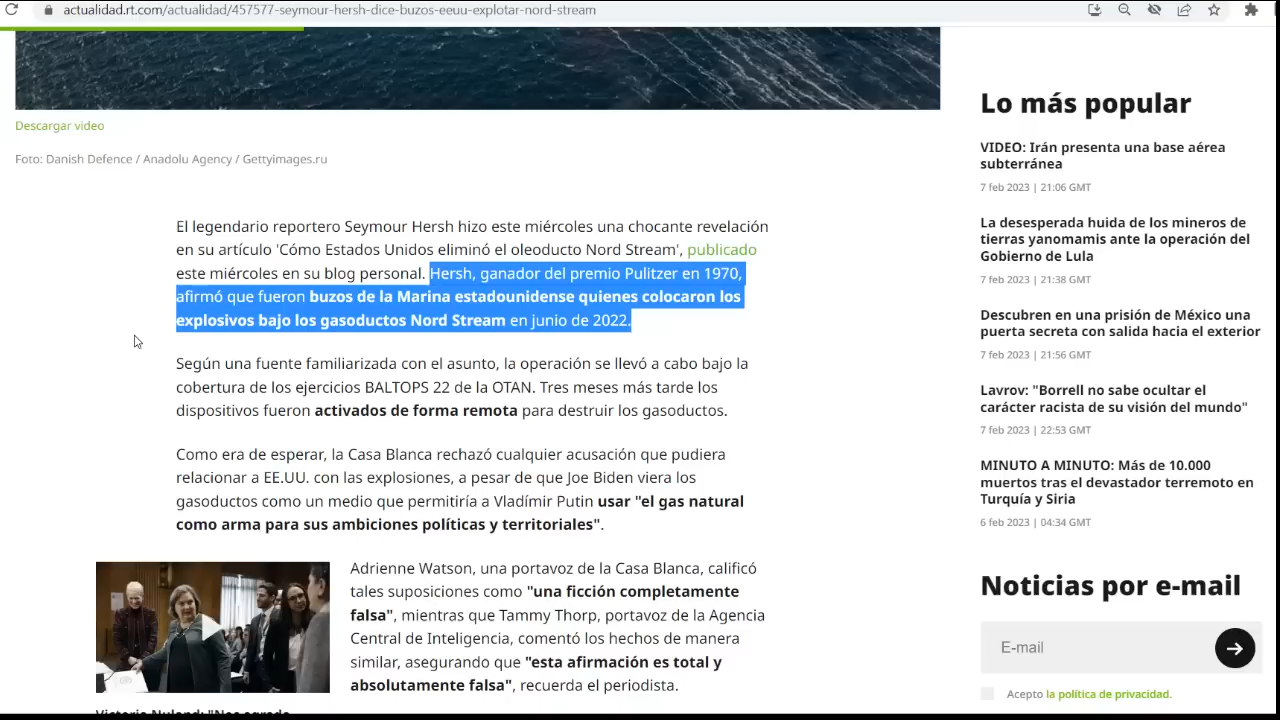 actualidad.rt.com/actualidad/457577-seymour-hersh-dice-buzos-eeuu-explotar-nord-stream
Descargar video
Foto: Danish Defence / Anadolu Agency / Gettyimages.ru
El legendario reportero Seymour Hersh hizo este miércoles una chocante revelación
en su artículo 'Cómo Estados Unidos eliminó el oleoducto Nord Stream', publicado
este miércoles en su blog personal. Hersh, ganador del premio Pulitzer en 1970,
afirmó que fueron buzos de la Marina estadounidense quienes colocaron los
explosivos bajo los gasoductos Nord Stream en junio de 2022.
Según una fuente familiarizada con el asunto, la operación se llevó a cabo bajo la
cobertura de los ejercicios BALTOPS 22 de la OTAN. Tres meses más tarde los
dispositivos fueron activados de forma remota para destruir los gasoductos.
Como era de esperar, la Casa Blanca rechazó cualquier acusación que pudiera
relacionar a EE.UU. con las explosiones, a pesar de que Joe Biden viera los
gasoductos como un medio que permitiría a Vladímir Putin usar "el gas natural
como arma para sus ambiciones políticas y territoriales".
Adrienne Watson, una portavoz de la Casa Blanca, calificó
tales suposiciones como "una ficción completamente
falsa", mientras que Tammy Thorp, portavoz de la Agencia
Central de Inteligencia, comentó los hechos de manera
similar, asegurando que "esta afirmación es total y
absolutamente falsa", recuerda el periodista.
Lo más popular
VIDEO: Irán presenta una base aérea
subterránea
7 feb 2023 | 21:06 GMT
La desesperada huida de los mineros de
tierras yanomamis ante la operación del
Gobierno de Lula
7 feb 2023 | 21:38 GMT
Descubren en una prisión de México una
puerta secreta con salida hacia el exterior
7 feb 2023 | 21:56 GMT
Lavrov: "Borrell no sabe ocultar el
carácter racista de su visión del mundo"
7 feb 2023 | 22:53 GMT
MINUTO A MINUTO: Más de 10.000
muertos tras el devastador terremoto en
Turquía y Siria
6 feb 2023 | 04:34 GMT
Noticias por e-mail
E-mail
Acepto la política de privacidad.